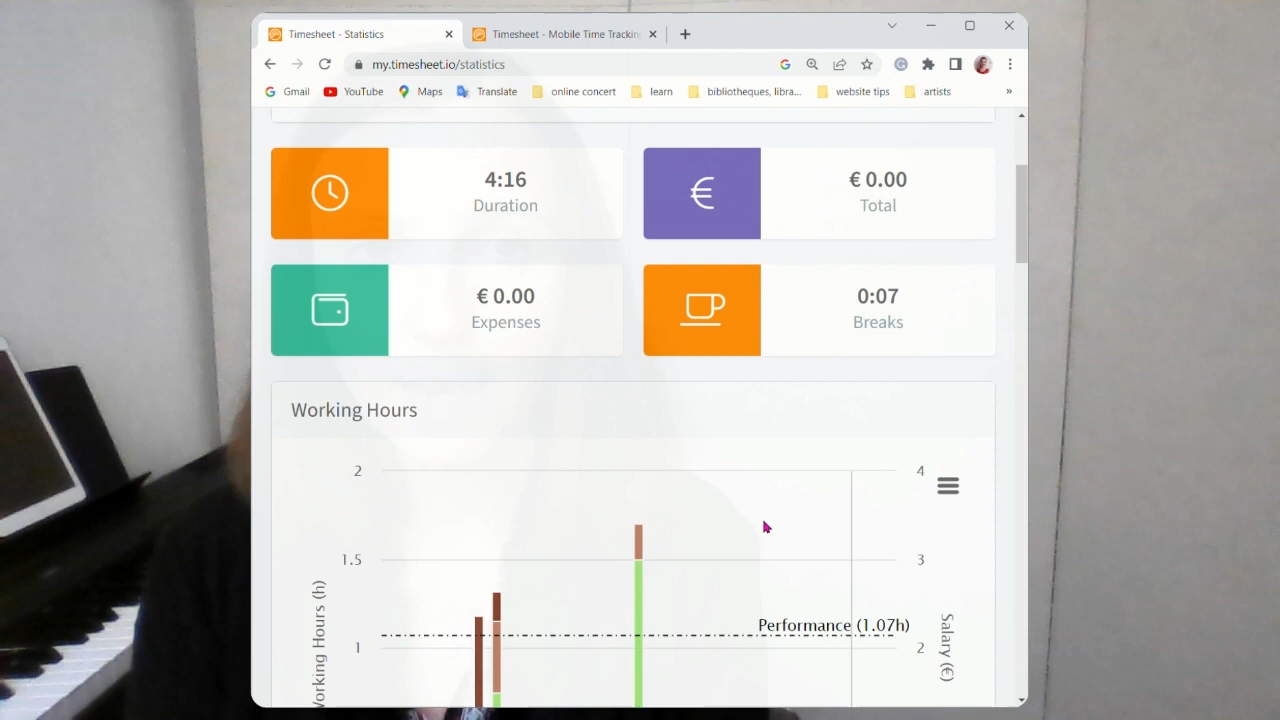 Timesheet - Statistics
Timesheet - Mobile Time Trackin
my.timesheet.io/statistics
Gmail YouTube Maps Translate online concert learn bibliotheques, libra... website tips artists »
4:16
Duration
€ 0.00
Total
€ 0.00
Expenses
0:07
Breaks
Working Hours
2 4
1.5 3
Performance (1.07h)
1 2
Working Hours (h)
Salary (€)